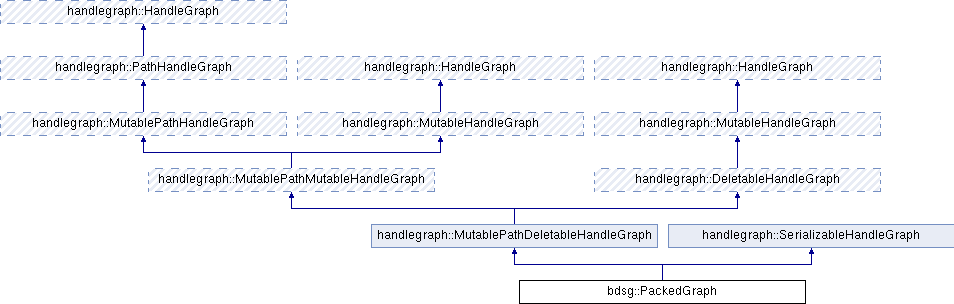 handlegraph::HandleGraph
handlegraph::PathHandleGraph
handlegraph::HandleGraph
handlegraph::HandleGraph
handlegraph::MutablePathHandleGraph
handlegraph::MutableHandleGraph
handlegraph::MutableHandleGraph
handlegraph::MutablePathMutableHandleGraph
handlegraph::DeletableHandleGraph
handlegraph::MutablePathDeletableHandleGraph
handlegraph::SerializableHandleGraph
bdsg::PackedGraph